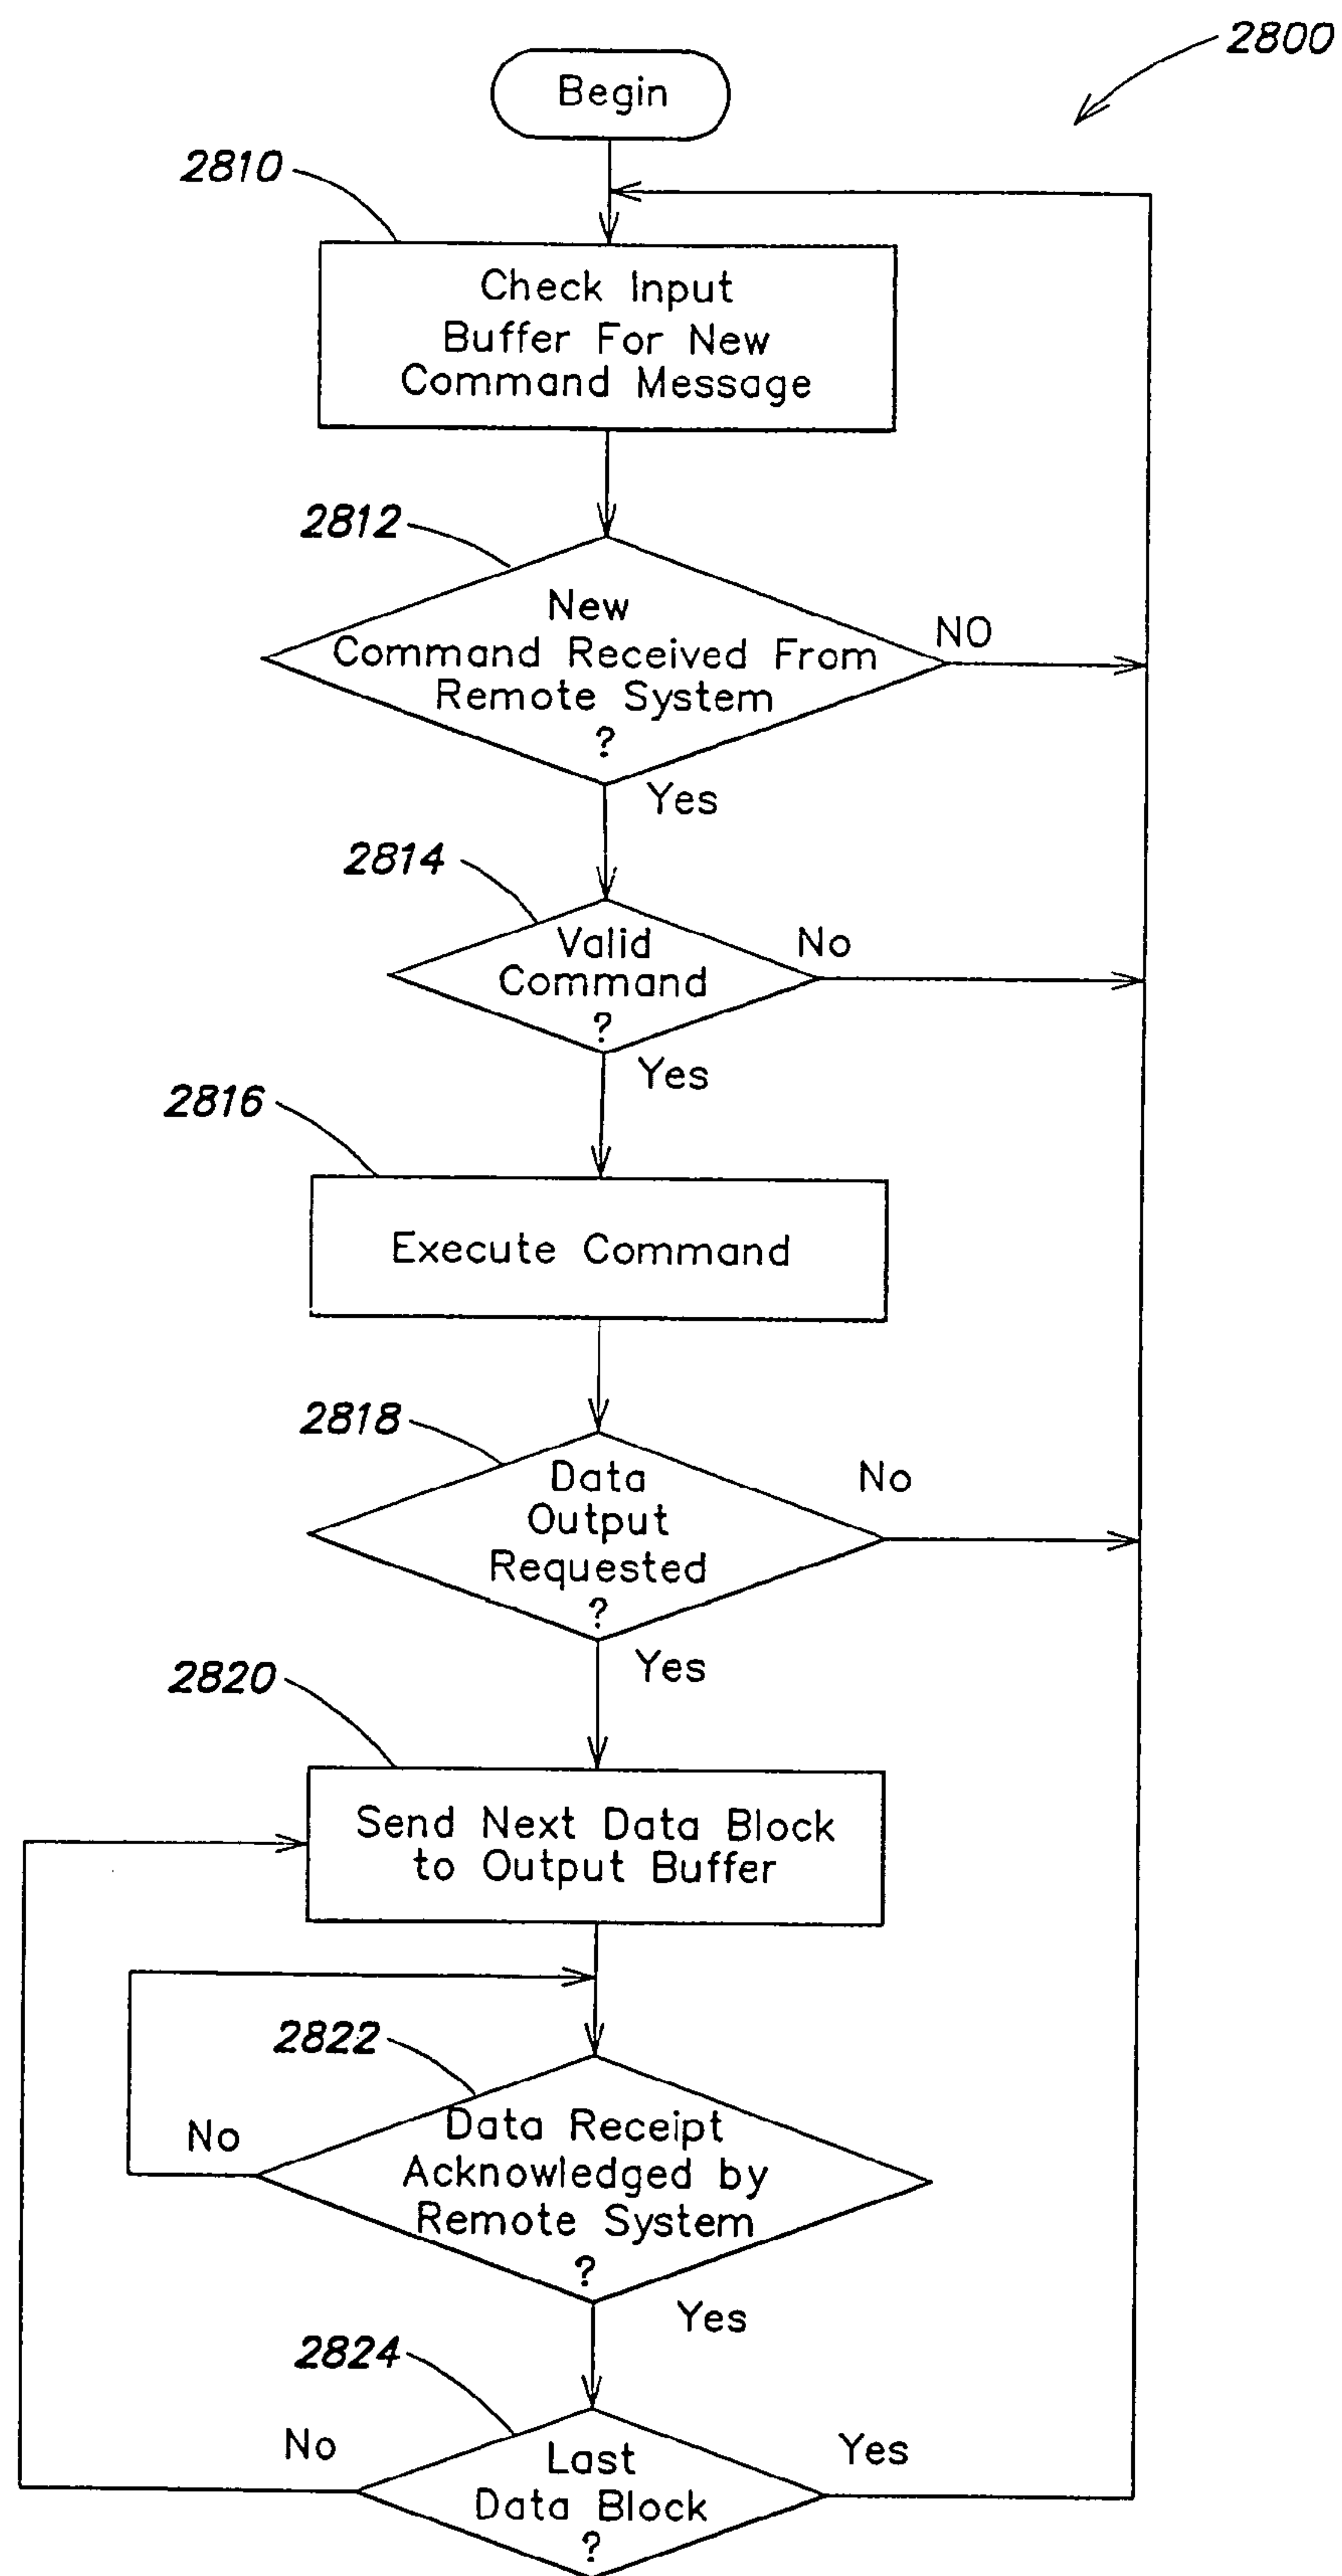 2800
Begin
2810
Check Input
Buffer For New
Command Message
2812
New
Command Received From
Remote System
?
NO
Yes
2814
Valid
Command
?
No
Yes
2816
Execute Command
2818
Data
Output
Requested
?
No
Yes
2820
Send Next Data Block
to Output Buffer
2822
Data Receipt
Acknowledged by
Remote System
?
No
Yes
2824
Last
Data Block
?
No
Yes